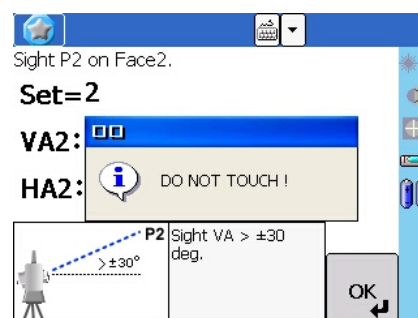 Sight P2 on Face2.
Set=2
VA2:
HA2:
DO NOT TOUCH !
P2
>±30°
Sight VA > ±30
deg.
OK